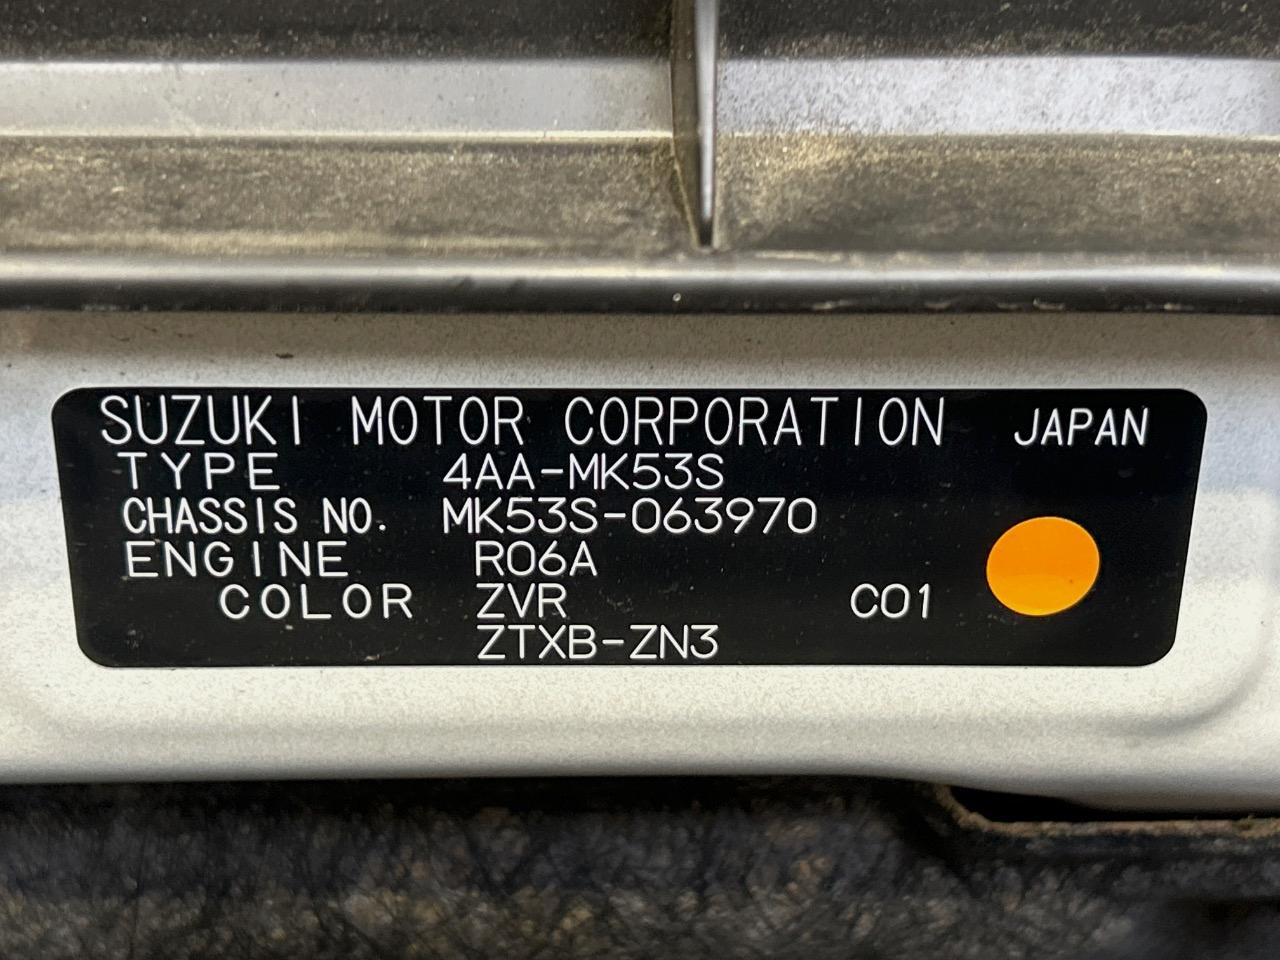 SUZUKI MOTOR CORPORATION JAPAN
TYPE 4AA-MK53S
CHASSIS NO. MK53S-063970
ENGINE R06A
COLOR ZVR C01
ZTXB-ZN3